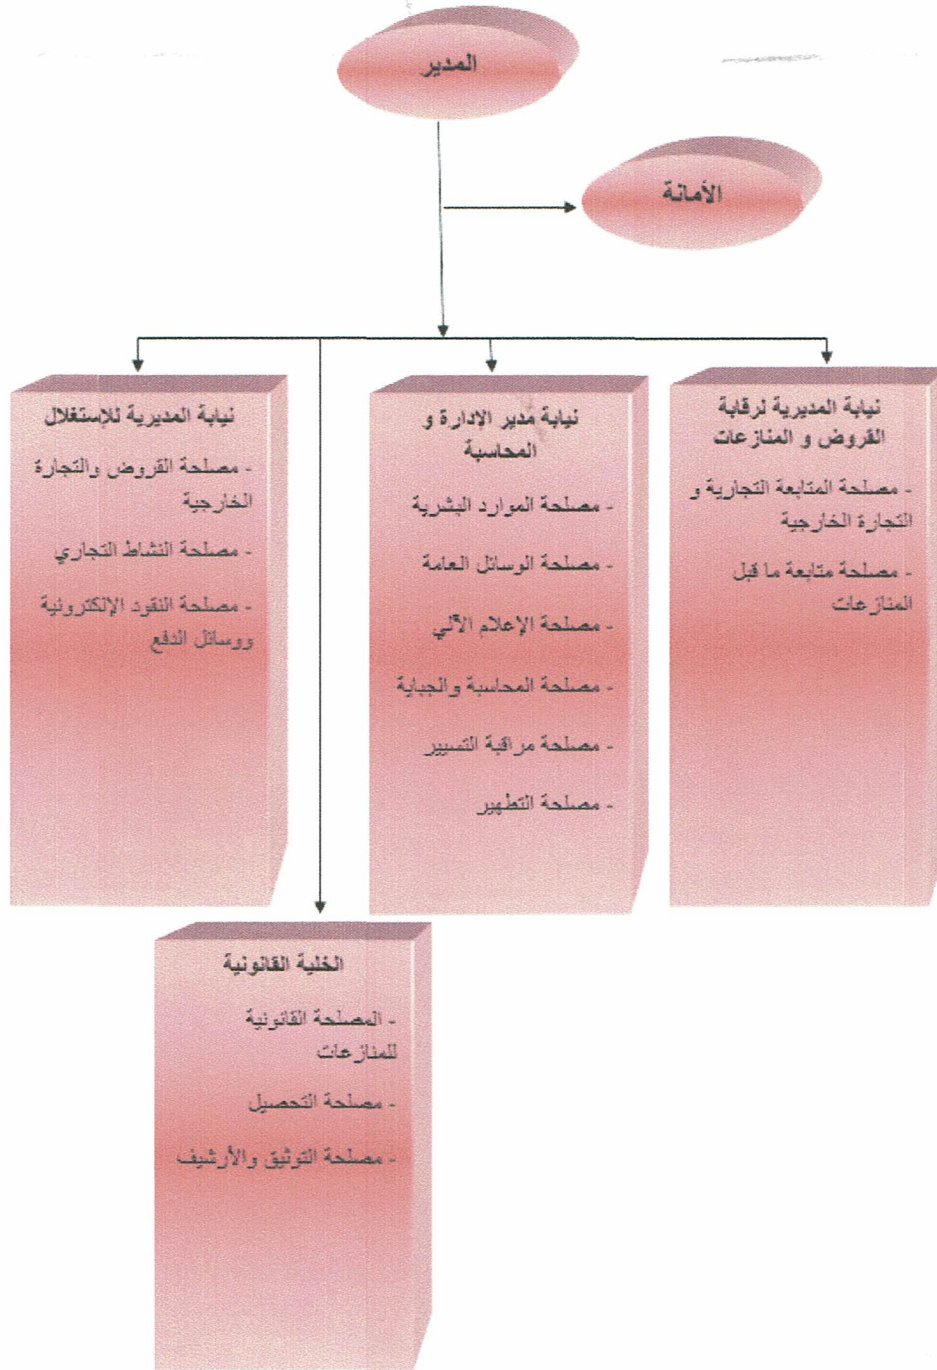 المدير
الأمانة
نيابة المديرية لرقابة
القروض و المنازعات
- مصلحة المتابعة التجارية و
التجارة الخارجية
- مصلحة متابعة ما قبل
المنازعات
نيابة مدير الإدارة و
المحاسبة
- مصلحة الموارد البشرية
- مصلحة الوسائل العامة
- مصلحة الإعلام الآلي
- مصلحة المحاسبة والجباية
- مصلحة مراقبة التسيير
- مصلحة التطهير
نيابة المديرية للإستغلال
- مصلحة القروض والتجارة
الخارجية
- مصلحة النشاط التجاري
- مصلحة النقود الإلكترونية
ووسائل الدفع
الخلية القانونية
- المصلحة القانونية
للمنازعات
- مصلحة التحصيل
- مصلحة التوثيق والأرشيف